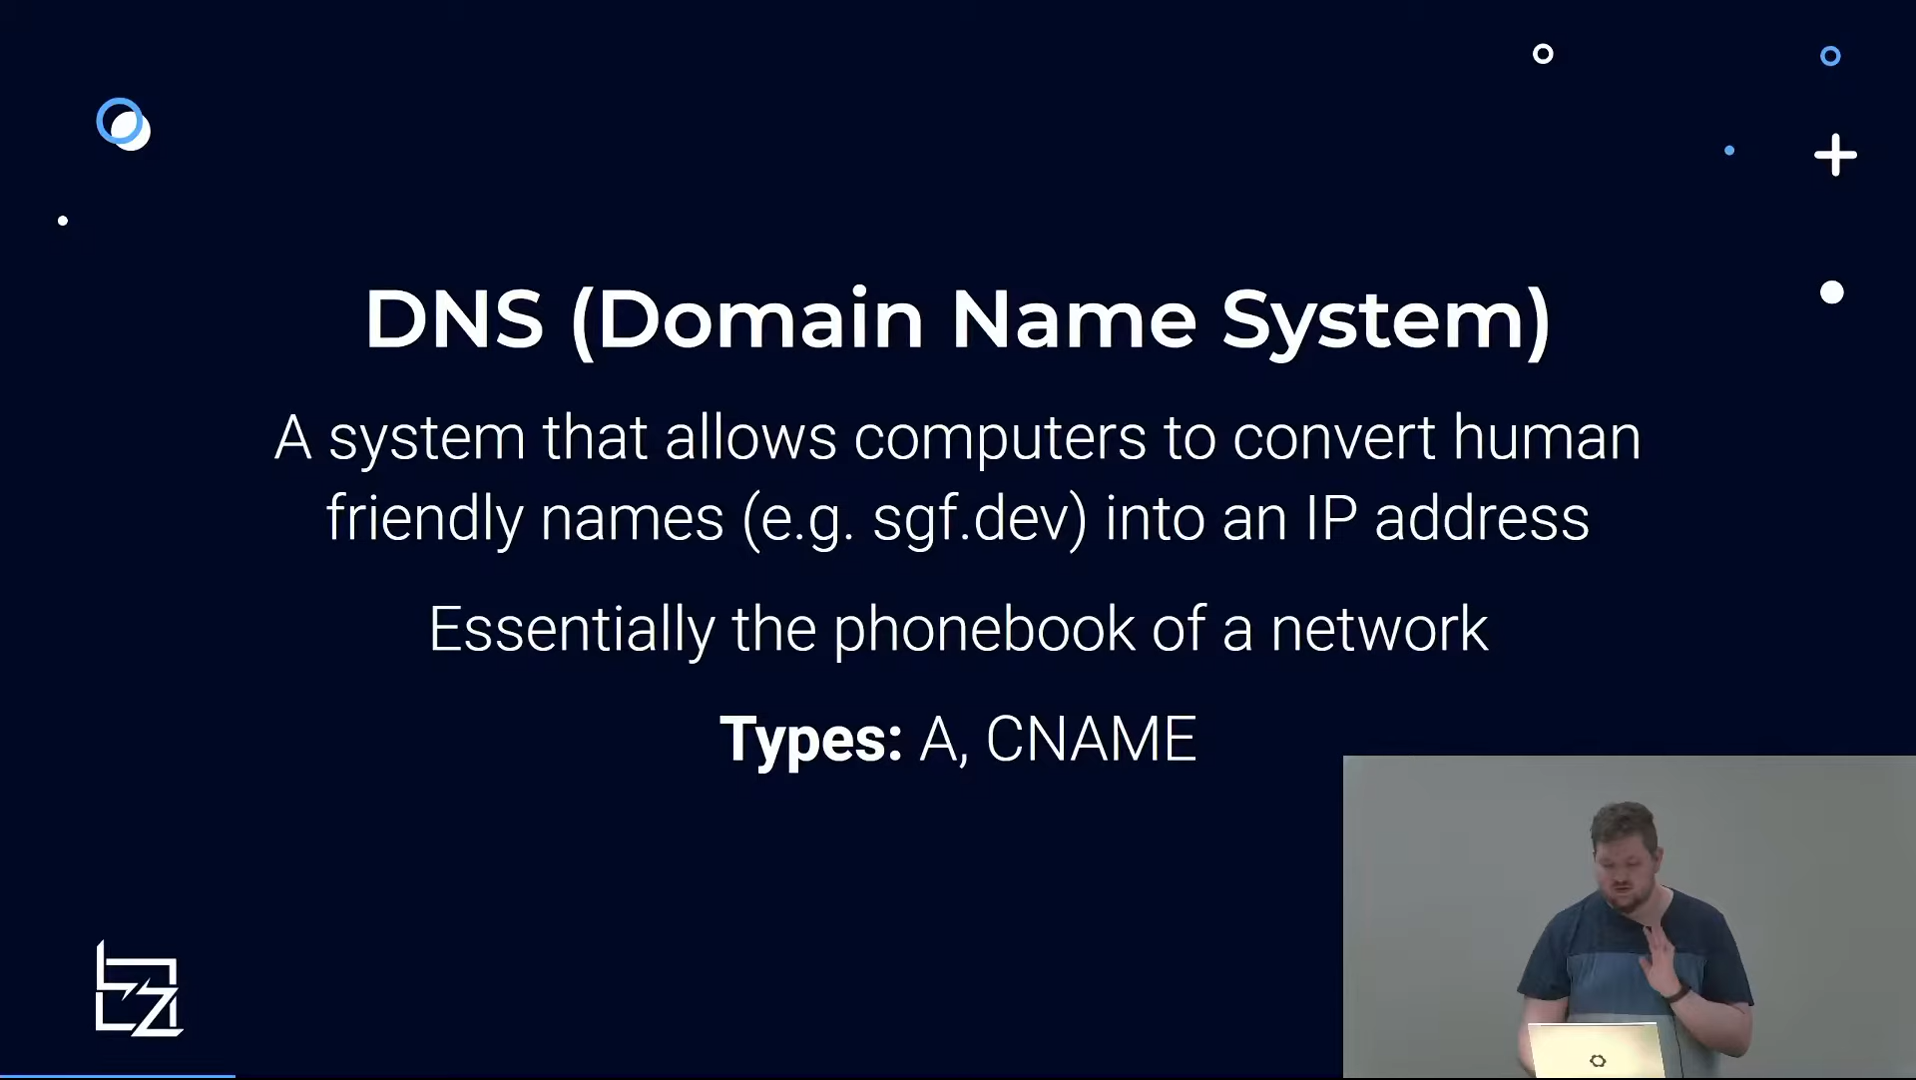 DNS (Domain Name System)
A system that allows computers to convert human
friendly names (e.g. sgf.dev) into an IP address
Essentially the phonebook of a network
Types: A, CNAME